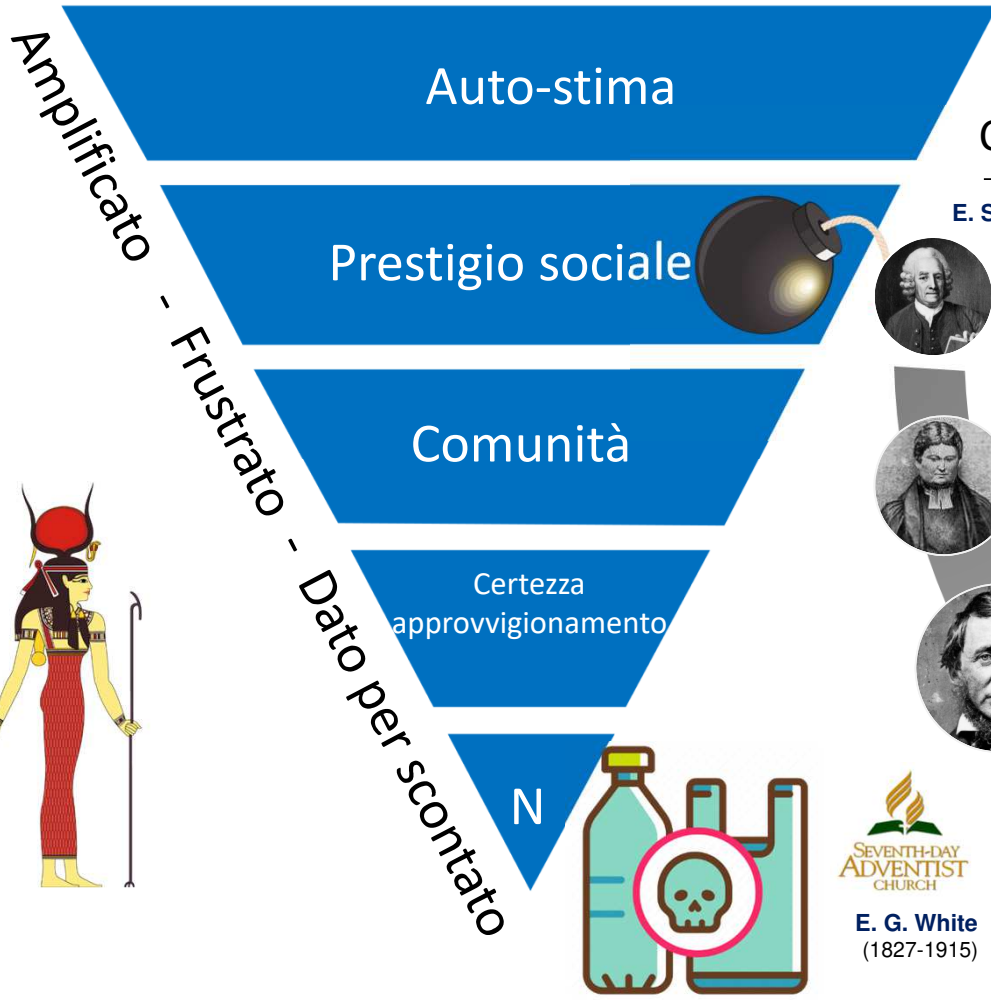 Auto-stima
Prestigio sociale
Comunità
Certezza
approvvigionamento
N
Amplificato - Frustrato - Dato per scontato
E. S
SEVENTH-DAY
ADVENTIST
CHURCH
E. G. White
(1827-1915)